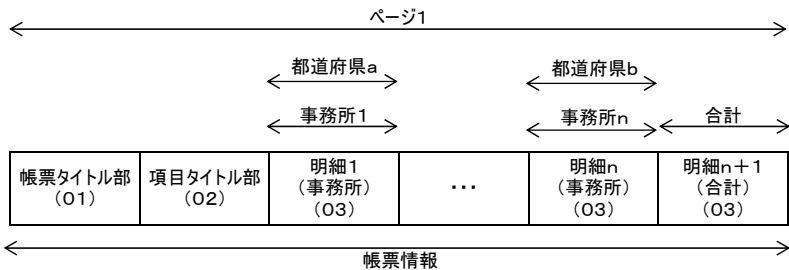 ページ1
都道府県a
都道府県b
事務所1
事務所n
合計
帳票タイトル部
(01)
項目タイトル部
(02)
明細1
(事務所)
(03)
・・・
明細n
(事務所)
(03)
明細n+1
(合計)
(03)
帳票情報